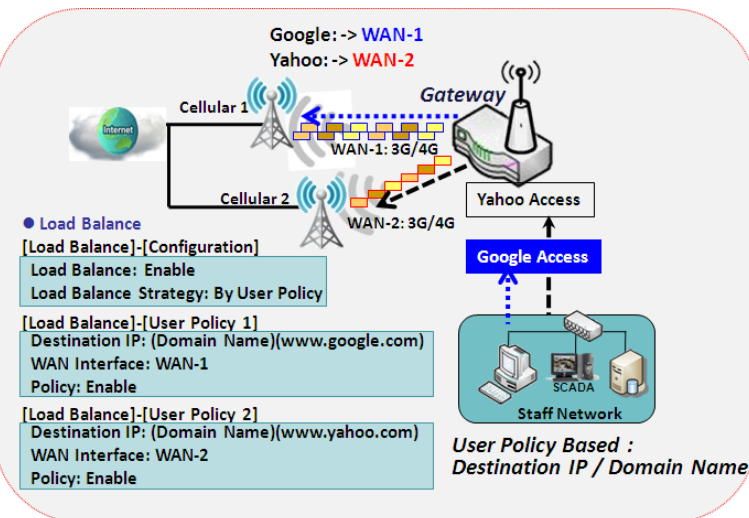 Google: -> WAN-1
Yahoo: -> WAN-2
Gateway
Cellular 1
Internet
WAN-1: 3G/4G
Cellular 2
WAN-2: 3G/4G
Yahoo Access
Google Access
● Load Balance
[Load Balance]-[Configuration]
Load Balance: Enable
Load Balance Strategy: By User Policy
[Load Balance]-[User Policy 1]
Destination IP: (Domain Name)(www.google.com)
WAN Interface: WAN-1
Policy: Enable
[Load Balance]-[User Policy 2]
Destination IP: (Domain Name)(www.yahoo.com)
WAN Interface: WAN-2
Policy: Enable
SCADA
Staff Network
User Policy Based :
Destination IP / Domain Name